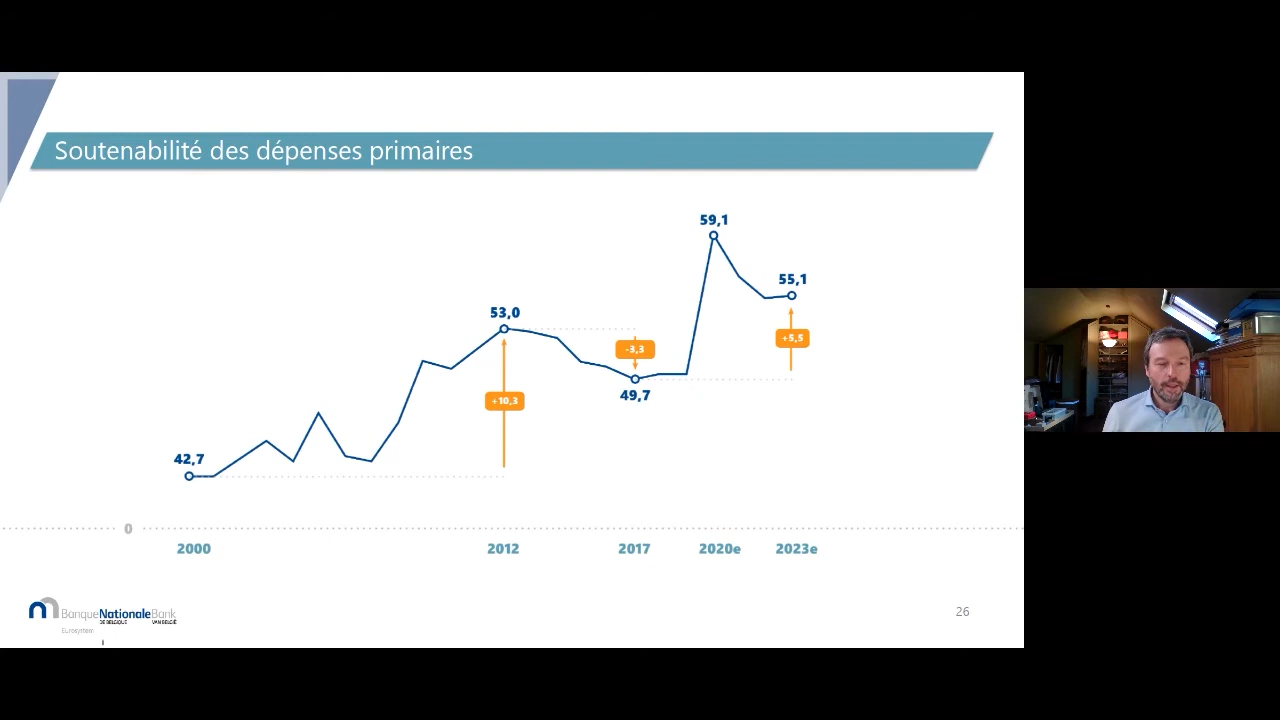 Soutenabilité des dépenses primaires
59,1
55,1
53,0
+5,5
-3,3
49,7
+10,3
42,7
0
2000
2012
2017
2020e
2023e
BanqueNationaleBank
DE BELGIQUE VAN BELGIË
Eurosystem
26